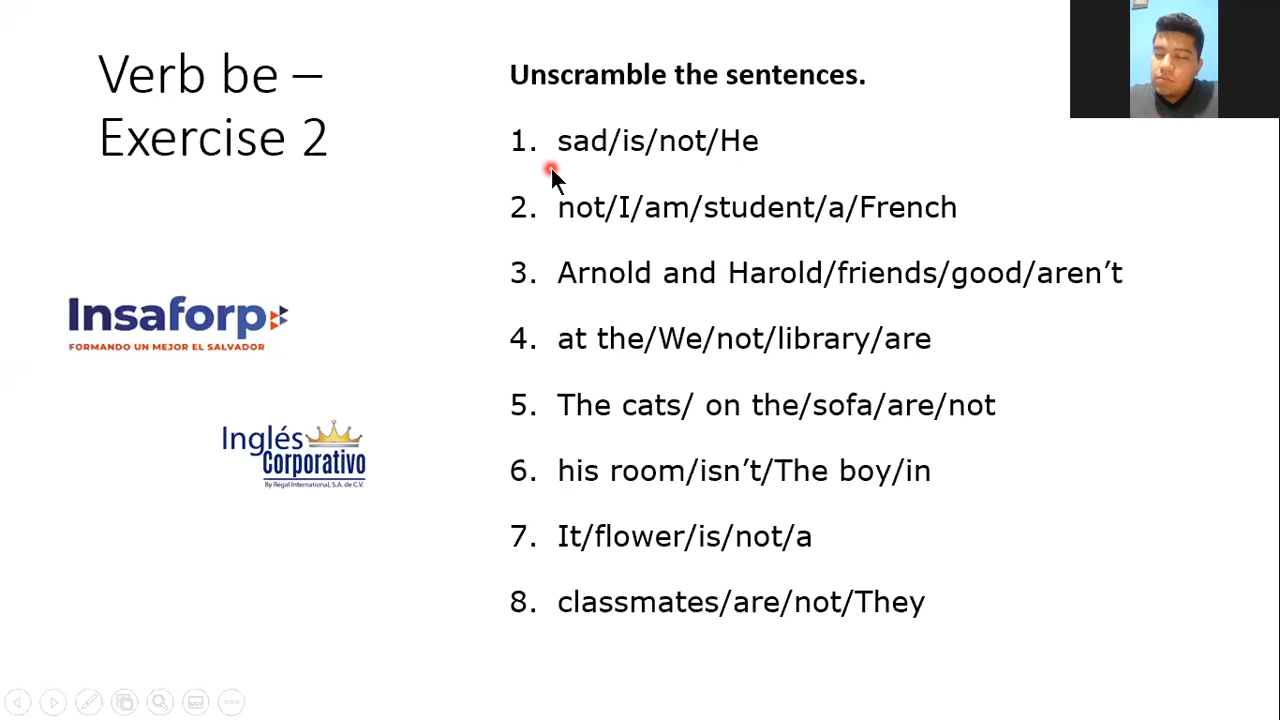 Verb be –
Exercise 2
Unscramble the sentences.
1. sad/is/not/He
2. not/I/am/student/a/French
3. Arnold and Harold/friends/good/aren’t
4. at the/We/not/library/are
5. The cats/ on the/sofa/are/not
6. his room/isn’t/The boy/in
7. It/flower/is/not/a
8. classmates/are/not/They
Insaforp
FORMANDO UN MEJOR EL SALVADOR
Inglés
Corporativo
By Regal International, S.A. de C.V.